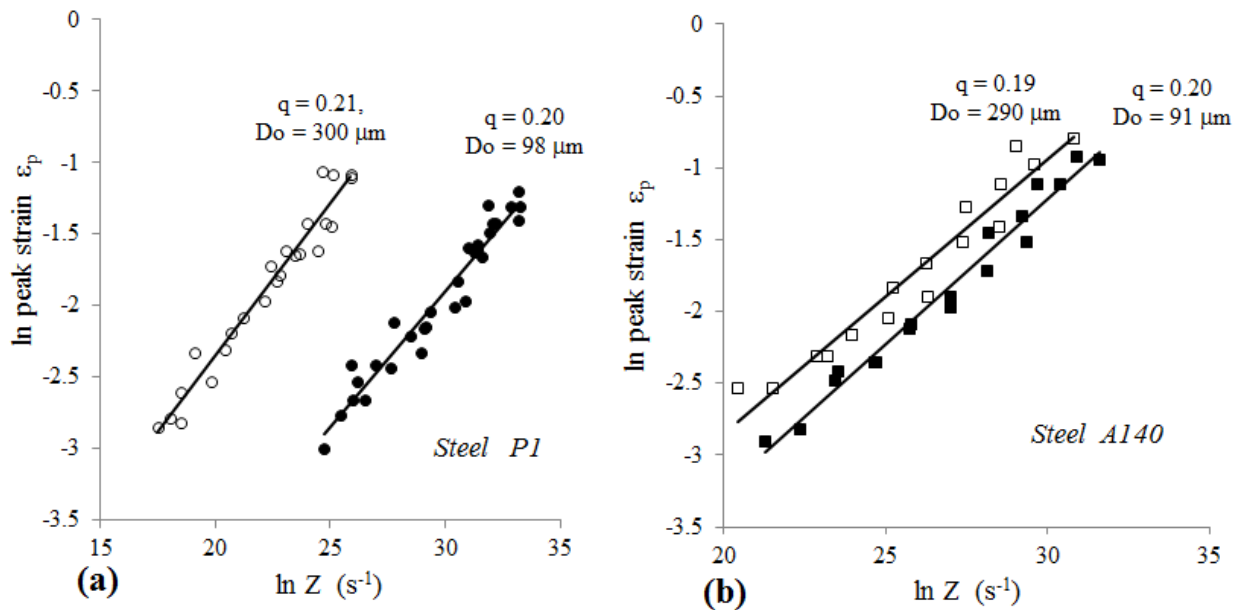 0
-0.5
-1
-1.5
-2
-2.5
-3
-3.5
15
20
25
30
35
ln peak strain εp
ln Z (s-1)
q = 0.21,
Do = 300 μm
q = 0.20
Do = 98 μm
Steel P1
(a)
0
-0.5
-1
-1.5
-2
-2.5
-3
-3.5
20
25
30
35
ln peak strain εp
ln Z (s-1)
q = 0.19
Do = 290 μm
q = 0.20
Do = 91 μm
Steel A140
(b)